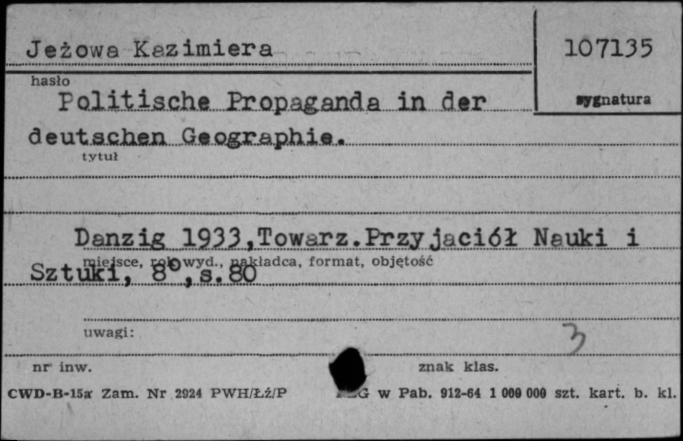 Jeżowa Kazimiera
107135
hasło
sygnatura
Politische Propaganda in der
deutschen Geographie.
tytuł
Danzig 1933, Towarz.Przyjaciół Nauki i
miejsce, rok wyd., nakładca, format, objętość
Sztuki, 8°, s.80
uwagi:
3
nr inw.
znak klas.
CWD-B-15a Zam. Nr 2924 PWH/Łź/P
G w Pab. 912-64 1 000 000 szt. kart. b. kl.